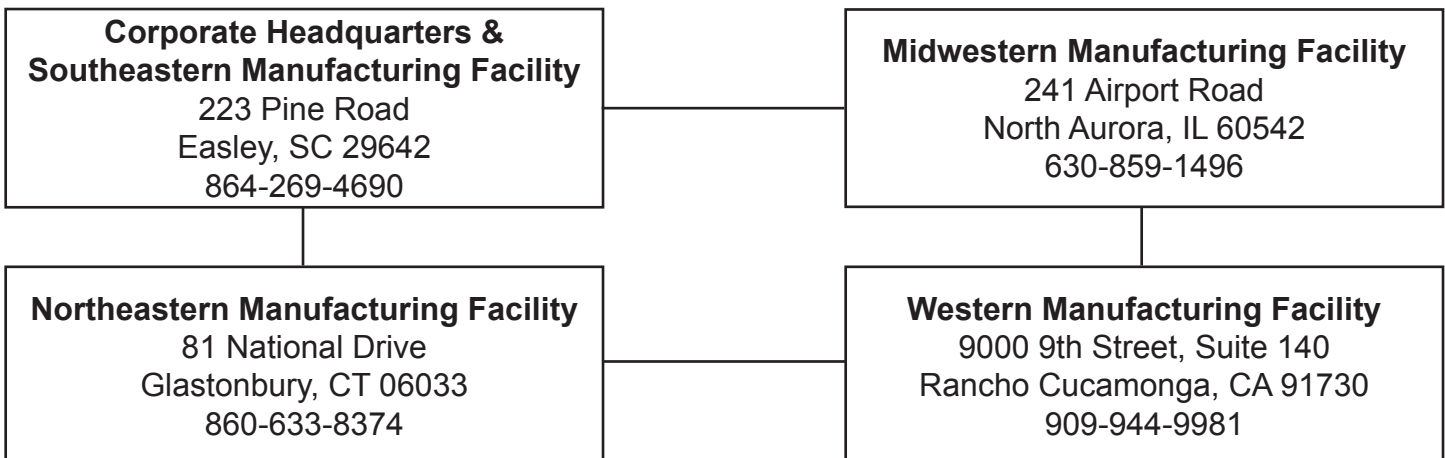 Corporate Headquarters &
Southeastern Manufacturing Facility
223 Pine Road
Easley, SC 29642
864-269-4690
Midwestern Manufacturing Facility
241 Airport Road
North Aurora, IL 60542
630-859-1496
Northeastern Manufacturing Facility
81 National Drive
Glastonbury, CT 06033
860-633-8374
Western Manufacturing Facility
9000 9th Street, Suite 140
Rancho Cucamonga, CA 91730
909-944-9981